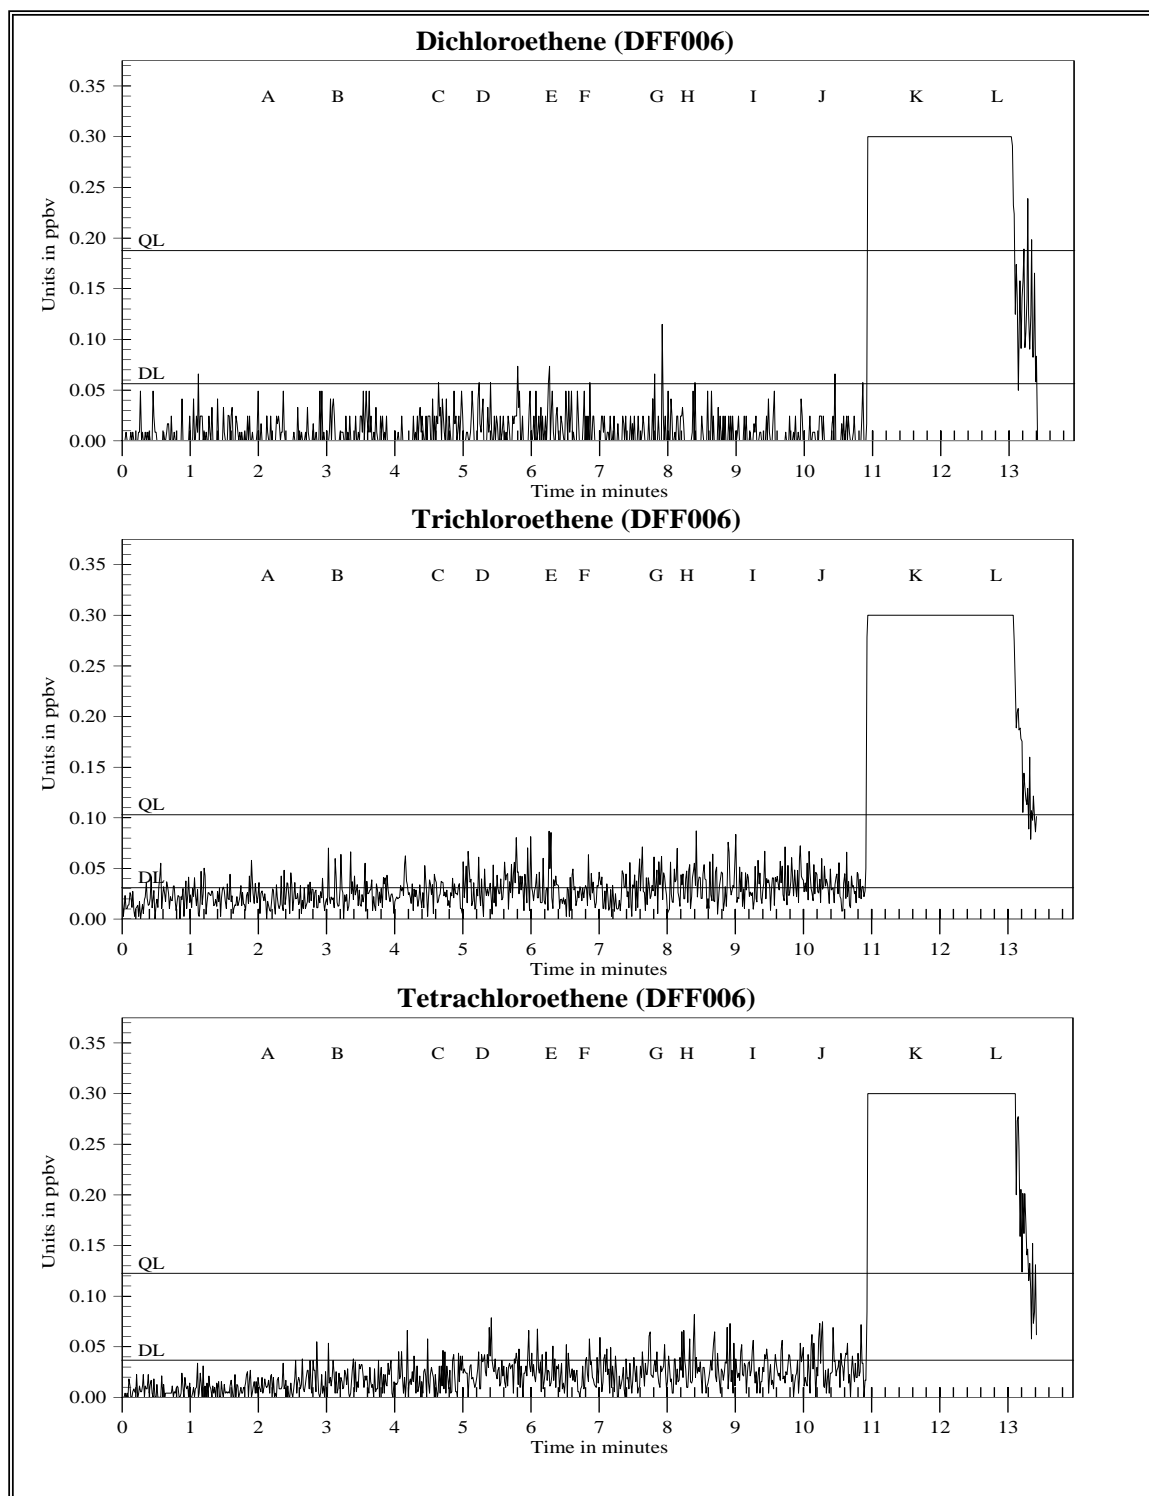 Dichloroethene (DFF006)
0.35
A B C D E F G H I J K L
0.30
0.25
0.20
QL
0.15
0.10
DL
0.05
0.00
Units in ppbv
0 1 2 3 4 5 6 7 8 9 10 11 12 13
Time in minutes
Trichloroethene (DFF006)
0.35
A B C D E F G H I J K L
0.30
0.25
0.20
0.15
QL
0.10
0.05
DL
0.00
Units in ppbv
0 1 2 3 4 5 6 7 8 9 10 11 12 13
Time in minutes
Tetrachloroethene (DFF006)
0.35
A B C D E F G H I J K L
0.30
0.25
0.20
0.15
QL
0.10
0.05
DL
0.00
Units in ppbv
0 1 2 3 4 5 6 7 8 9 10 11 12 13
Time in minutes